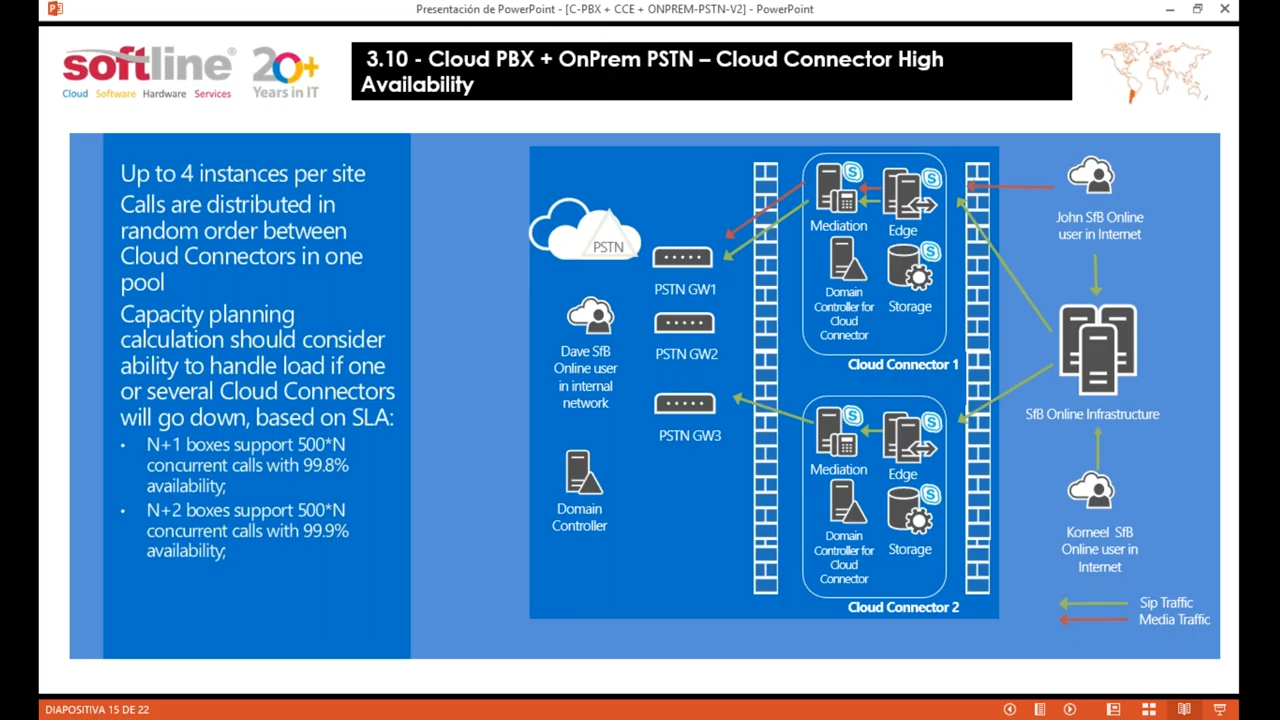 Presentación de PowerPoint - [C-PBX + CCE + ONPREM-PSTN-V2] - PowerPoint
softline®
20+
Cloud Software Hardware Services
Years in IT
3.10 - Cloud PBX + OnPrem PSTN – Cloud Connector High
Availability
Up to 4 instances per site
Calls are distributed in
random order between
Cloud Connectors in one
pool
Capacity planning
calculation should consider
ability to handle load if one
or several Cloud Connectors
will go down, based on SLA:
• N+1 boxes support 500*N
concurrent calls with 99.8%
availability;
• N+2 boxes support 500*N
concurrent calls with 99.9%
availability;
PSTN
PSTN GW1
PSTN GW2
PSTN GW3
Dave SfB
Online user
in internal
network
Domain
Controller
Mediation
Edge
Domain
Controller for
Cloud
Connector
Storage
Cloud Connector 1
Mediation
Edge
Domain
Controller for
Cloud
Connector
Storage
Cloud Connector 2
John SfB Online
user in Internet
SfB Online Infrastructure
Korneel SfB
Online user in
Internet
Sip Traffic
Media Traffic
DIAPOSITIVA 15 DE 22